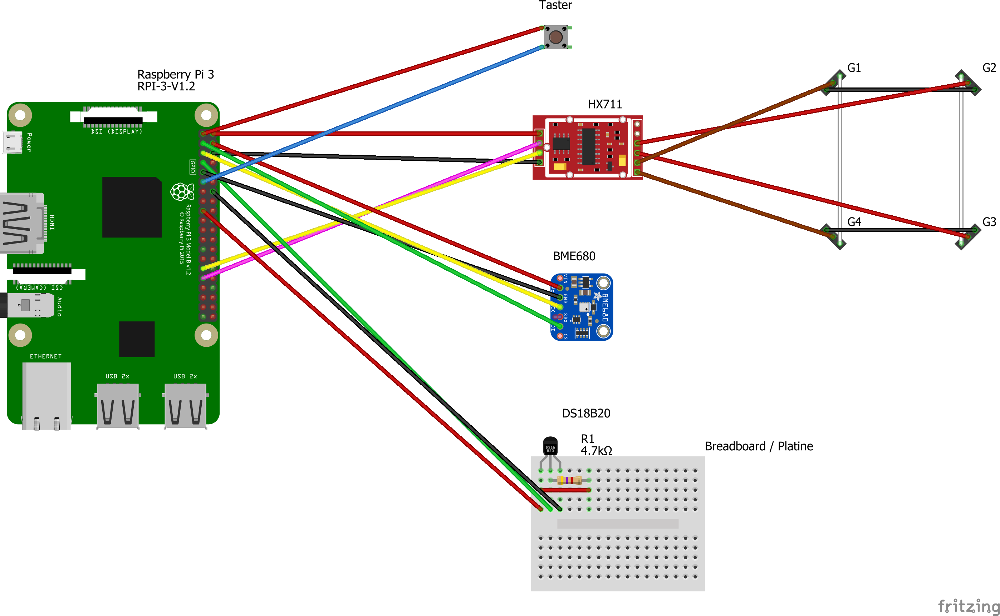 Taster
Raspberry Pi 3
RPI-3-V1.2
G1
G2
HX711
DSI (DISPLAY)
Power
GPIO
HDMI
Raspberry Pi 3 Model B v1.2
© Raspberry Pi 2015
G4
G3
BME680
CSI (CAMERA)
Audio
VIN
GND
SDO
CS
BME680
ETHERNET
USB 2x
USB 2x
DS18B20
R1
4.7kΩ
DS18
B20
Breadboard / Platine
fritzing